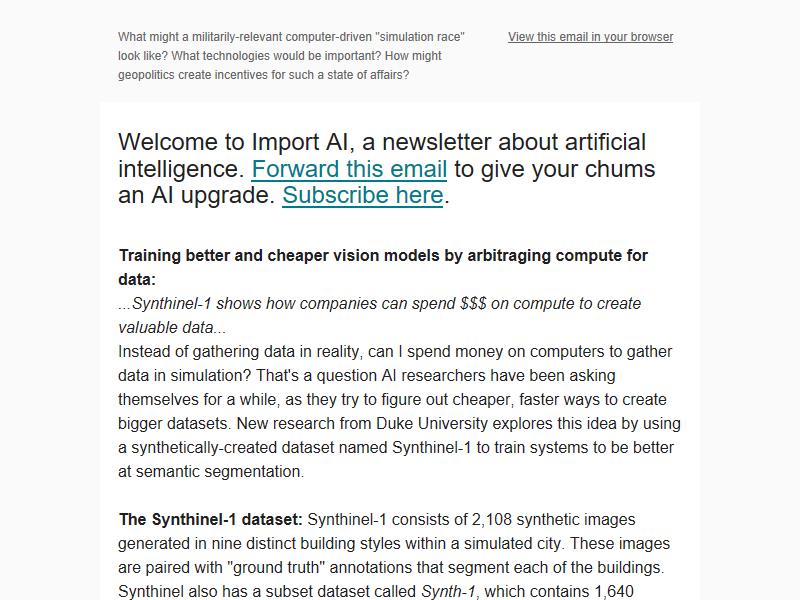 What might a militarily-relevant computer-driven "simulation race"
look like? What technologies would be important? How might
geopolitics create incentives for such a state of affairs?
View this email in your browser
Welcome to Import AI, a newsletter about artificial
intelligence. Forward this email to give your chums
an AI upgrade. Subscribe here.
Training better and cheaper vision models by arbitraging compute for
data:
...Synthinel-1 shows how companies can spend $$$ on compute to create
valuable data...
Instead of gathering data in reality, can I spend money on computers to gather
data in simulation? That's a question AI researchers have been asking
themselves for a while, as they try to figure out cheaper, faster ways to create
bigger datasets. New research from Duke University explores this idea by using
a synthetically-created dataset named Synthinel-1 to train systems to be better
at semantic segmentation.
The Synthinel-1 dataset: Synthinel-1 consists of 2,108 synthetic images
generated in nine distinct building styles within a simulated city. These images
are paired with "ground truth" annotations that segment each of the buildings.
Synthinel also has a subset dataset called Synth-1, which contains 1,640